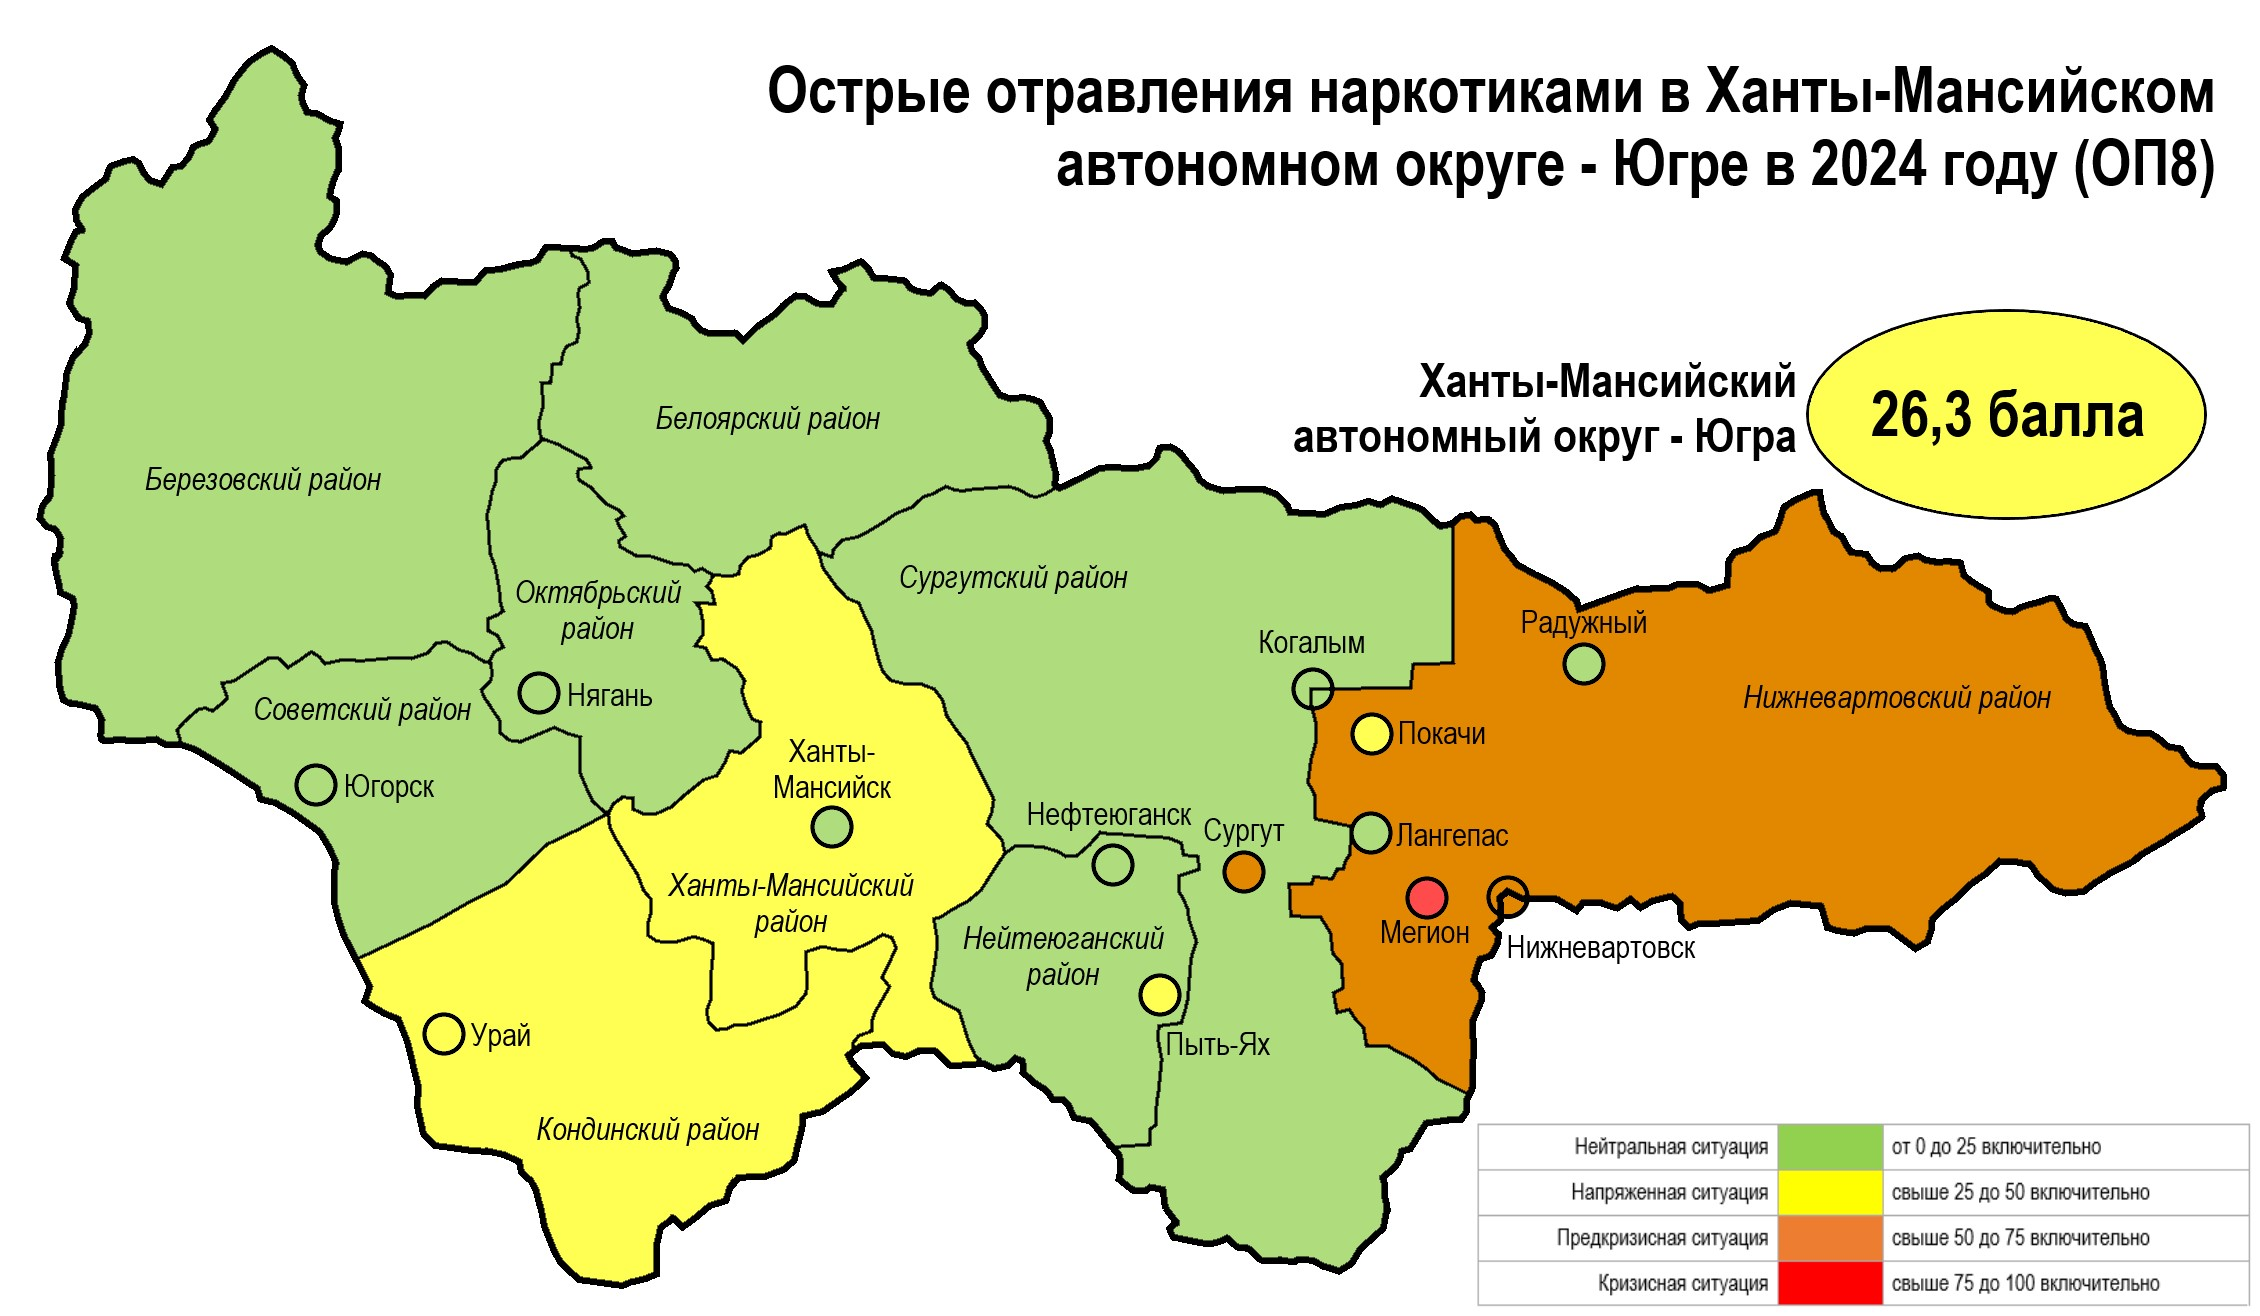 Острые отравления наркотиками в Ханты-Мансийском
автономном округе - Югре в 2024 году (ОП8)
Ханты-Мансийский
автономный округ - Югра
26,3 балла
Белоярский район
Березовский район
Сургутский район
Октябрьский
район
Радужный
Когалым
Нижневартовский район
Нягань
Советский район
Покачи
Ханты-
Мансийск
Югорск
Нефтеюганск
Сургут
Лангепас
Ханты-Мансийский
район
Мегион
Нижневартовск
Нейтеюганский
район
Урай
Пыть-Ях
Кондинский район
Нейтральная ситуация от 0 до 25 включительно
Напряженная ситуация свыше 25 до 50 включительно
Предкризисная ситуация свыше 50 до 75 включительно
Кризисная ситуация свыше 75 до 100 включительно